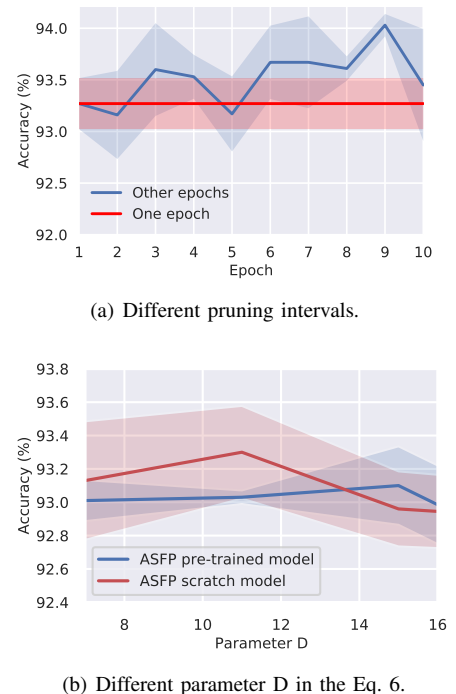 94.0
93.5
93.0
92.5
92.0
Accuracy (%)
Other epochs
One epoch
1 2 3 4 5 6 7 8 9 10
Epoch
(a) Different pruning intervals.
93.8
93.6
93.4
93.2
93.0
92.8
92.6
92.4
Accuracy (%)
ASFP pre-trained model
ASFP scratch model
8 10 12 14 16
Parameter D
(b) Different parameter D in the Eq. 6.